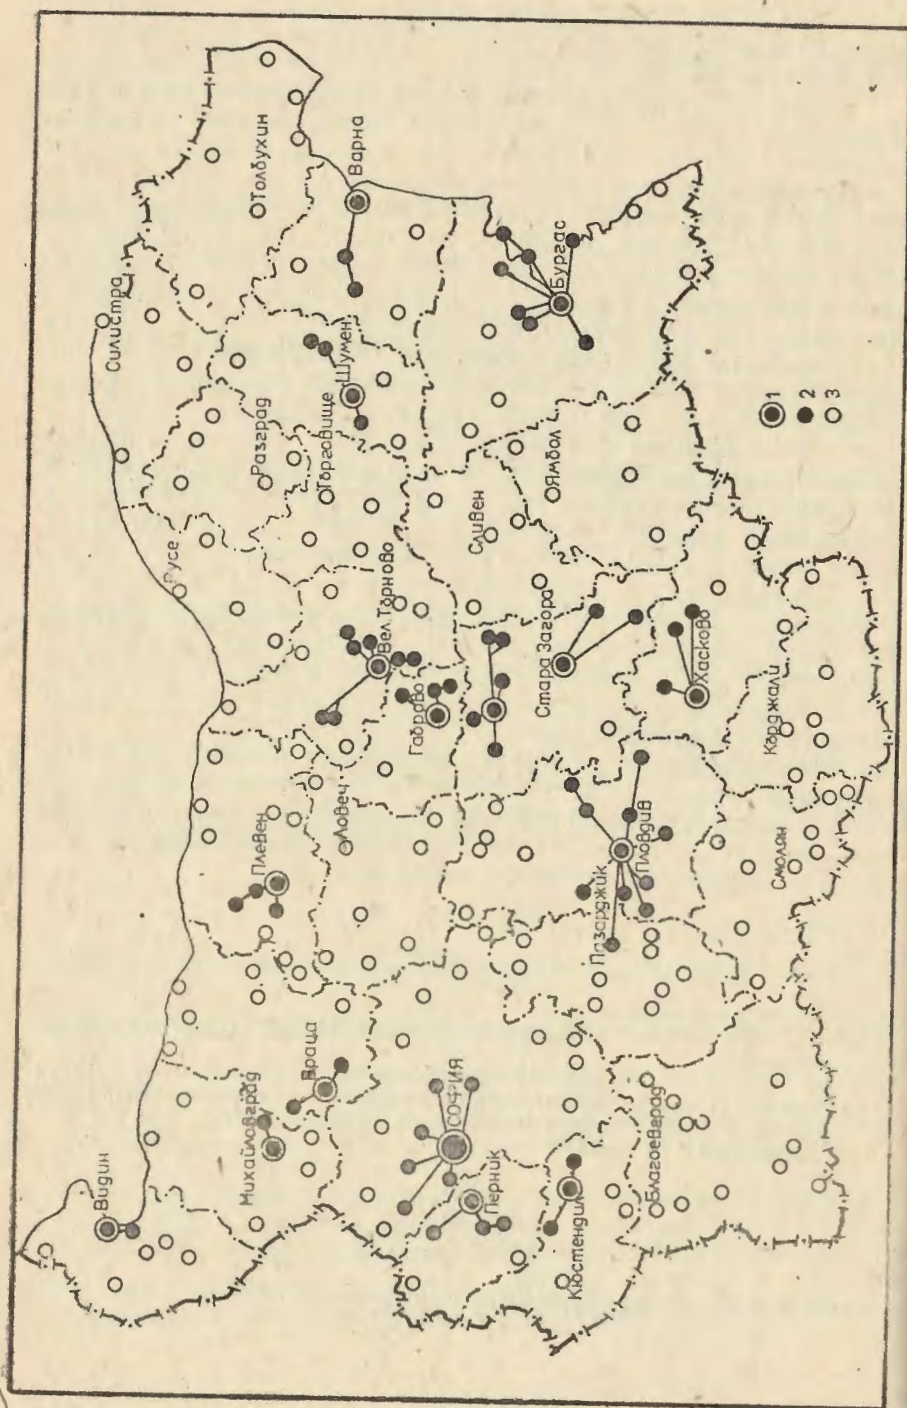 Видин
Михайловград
Враца
Плевен
Ловеч
Русе
Силистра
Разград
Търговище
Толбухин
Шумен
Варна
Вел. Търново
Габрово
СОФИЯ
Перник
Кюстендил
Благоевград
Пазарджик
Пловдив
Смолян
Стара Загора
Хасково
Кърджали
Сливен
Ямбол
Бургас
1
2
3